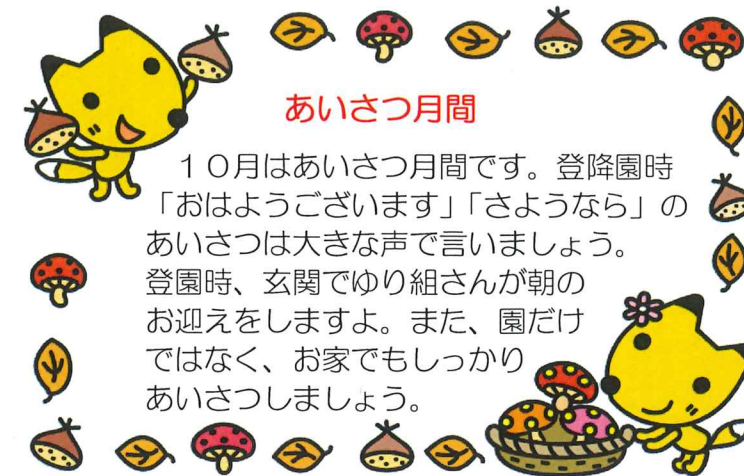 あいさつ月間
１０月はあいさつ月間です。登降園時
「おはようございます」「さようなら」の
あいさつは大きな声で言いましょう。
登園時、玄関でゆり組さんが朝の
お迎えをしますよ。また、園だけ
ではなく、お家でもしっかり
あいさつしましょう。